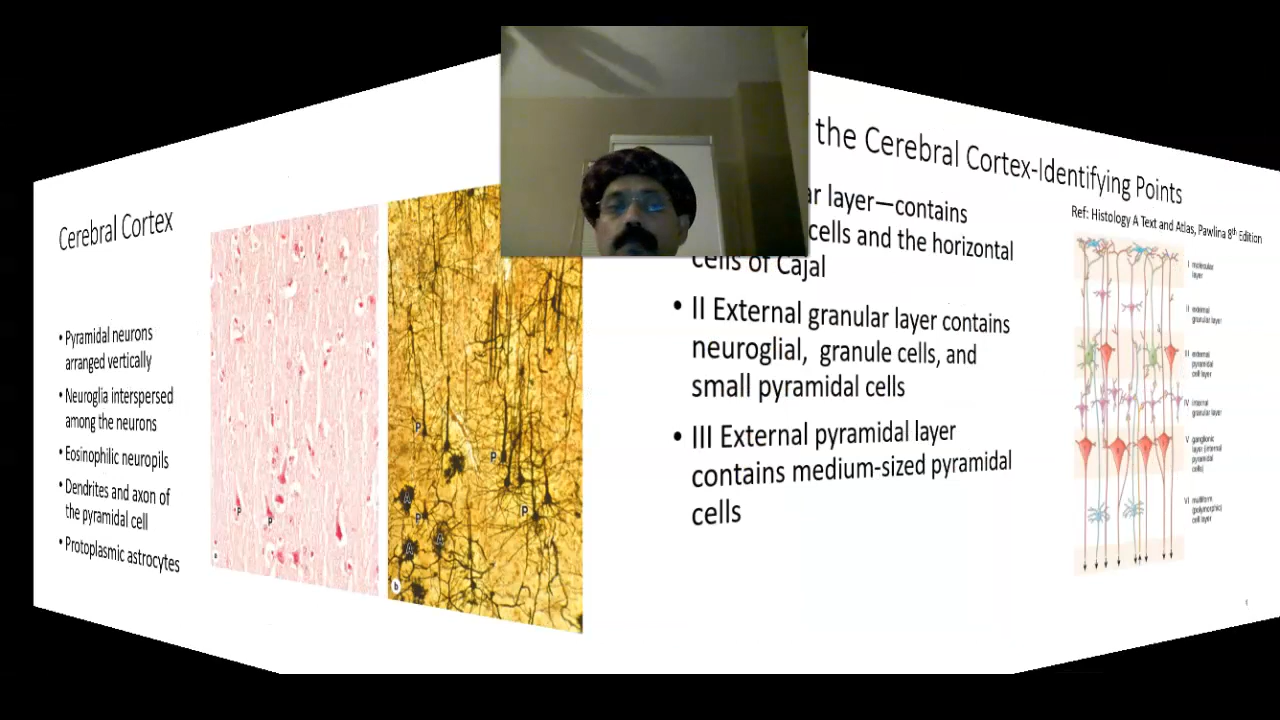 Cerebral Cortex
• Pyramidal neurons
arranged vertically
• Neuroglia interspersed
among the neurons
• Eosinophilic neuropils
• Dendrites and axon of
the pyramidal cell
• Protoplasmic astrocytes
P
P
a
P
P
P
P
A
A
A
b
the Cerebral Cortex-Identifying Points
Ref: Histology A Text and Atlas, Pawlina 8th Edition
ar layer—contains
cells and the horizontal
cells of Cajal
• II External granular layer contains
neuroglial, granule cells, and
small pyramidal cells
• III External pyramidal layer
contains medium-sized pyramidal
cells
I molecular
layer
II external
granular layer
III external
pyramidal
cell layer
IV internal
granular layer
V ganglionic
layer (internal
pyramidal
cells)
VI multiform
(polymorphic)
cell layer